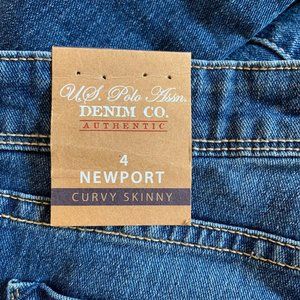 U.S. Polo Assn.
DENIM CO.
AUTHENTIC
4
NEWPORT
CURVY SKINNY